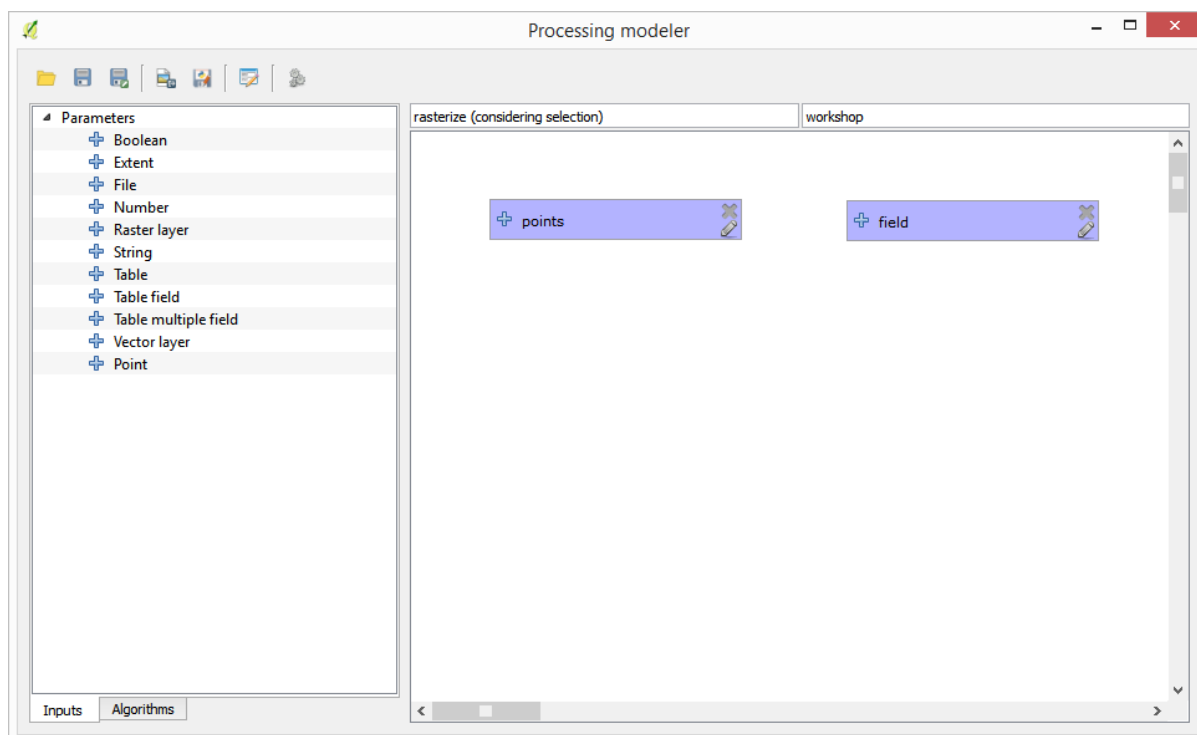 Processing modeler
Parameters
Boolean
Extent
File
Number
Raster layer
String
Table
Table field
Table multiple field
Vector layer
Point
Inputs
Algorithms
rasterize (considering selection)
workshop
points
field